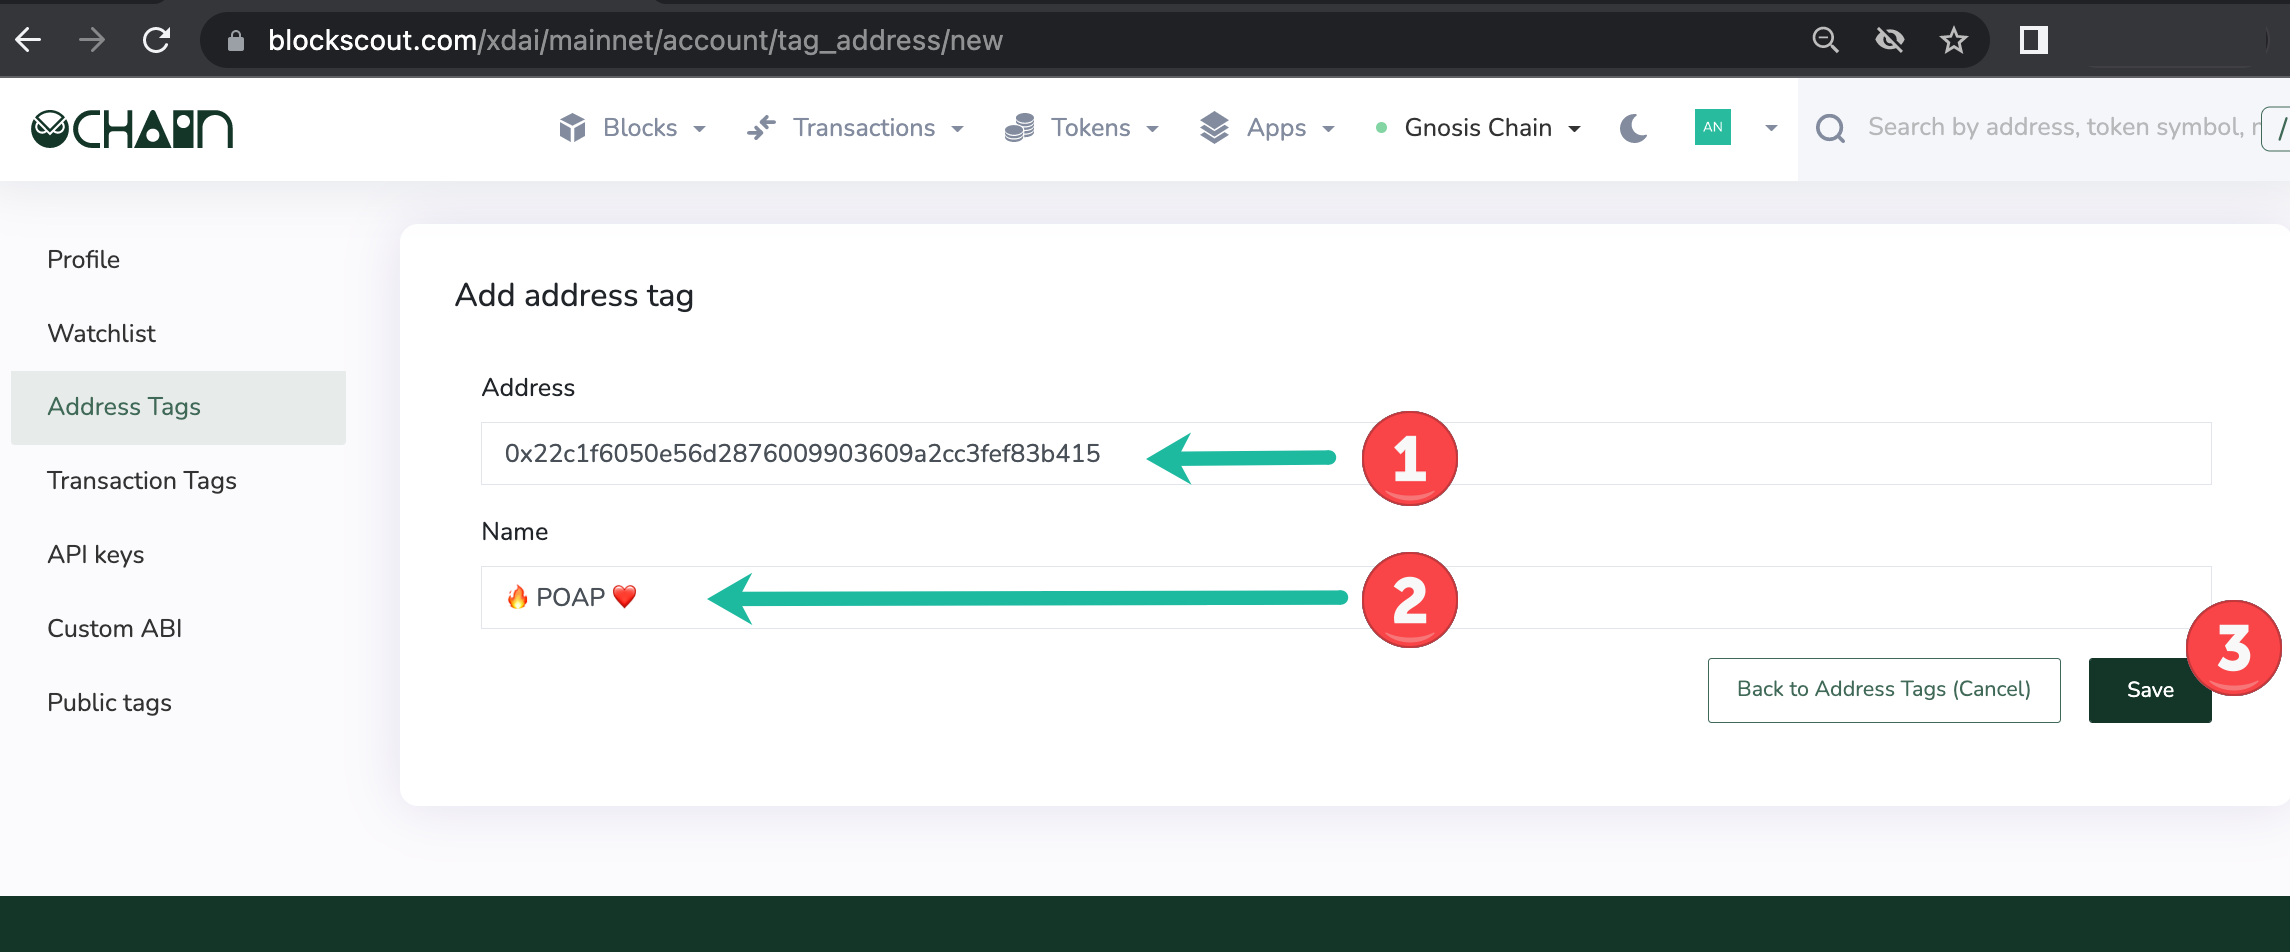 blockscout.com/xdai/mainnet/account/tag_address/new
CHAIN
Blocks
Transactions
Tokens
Apps
Gnosis Chain
AN
Search by address, token symbol,
/
Profile
Watchlist
Address Tags
Transaction Tags
API keys
Custom ABI
Public tags
Add address tag
Address
0x22c1f6050e56d2876009903609a2cc3fef83b415
1
Name
🔥 POAP ❤️
2
3
Back to Address Tags (Cancel)
Save